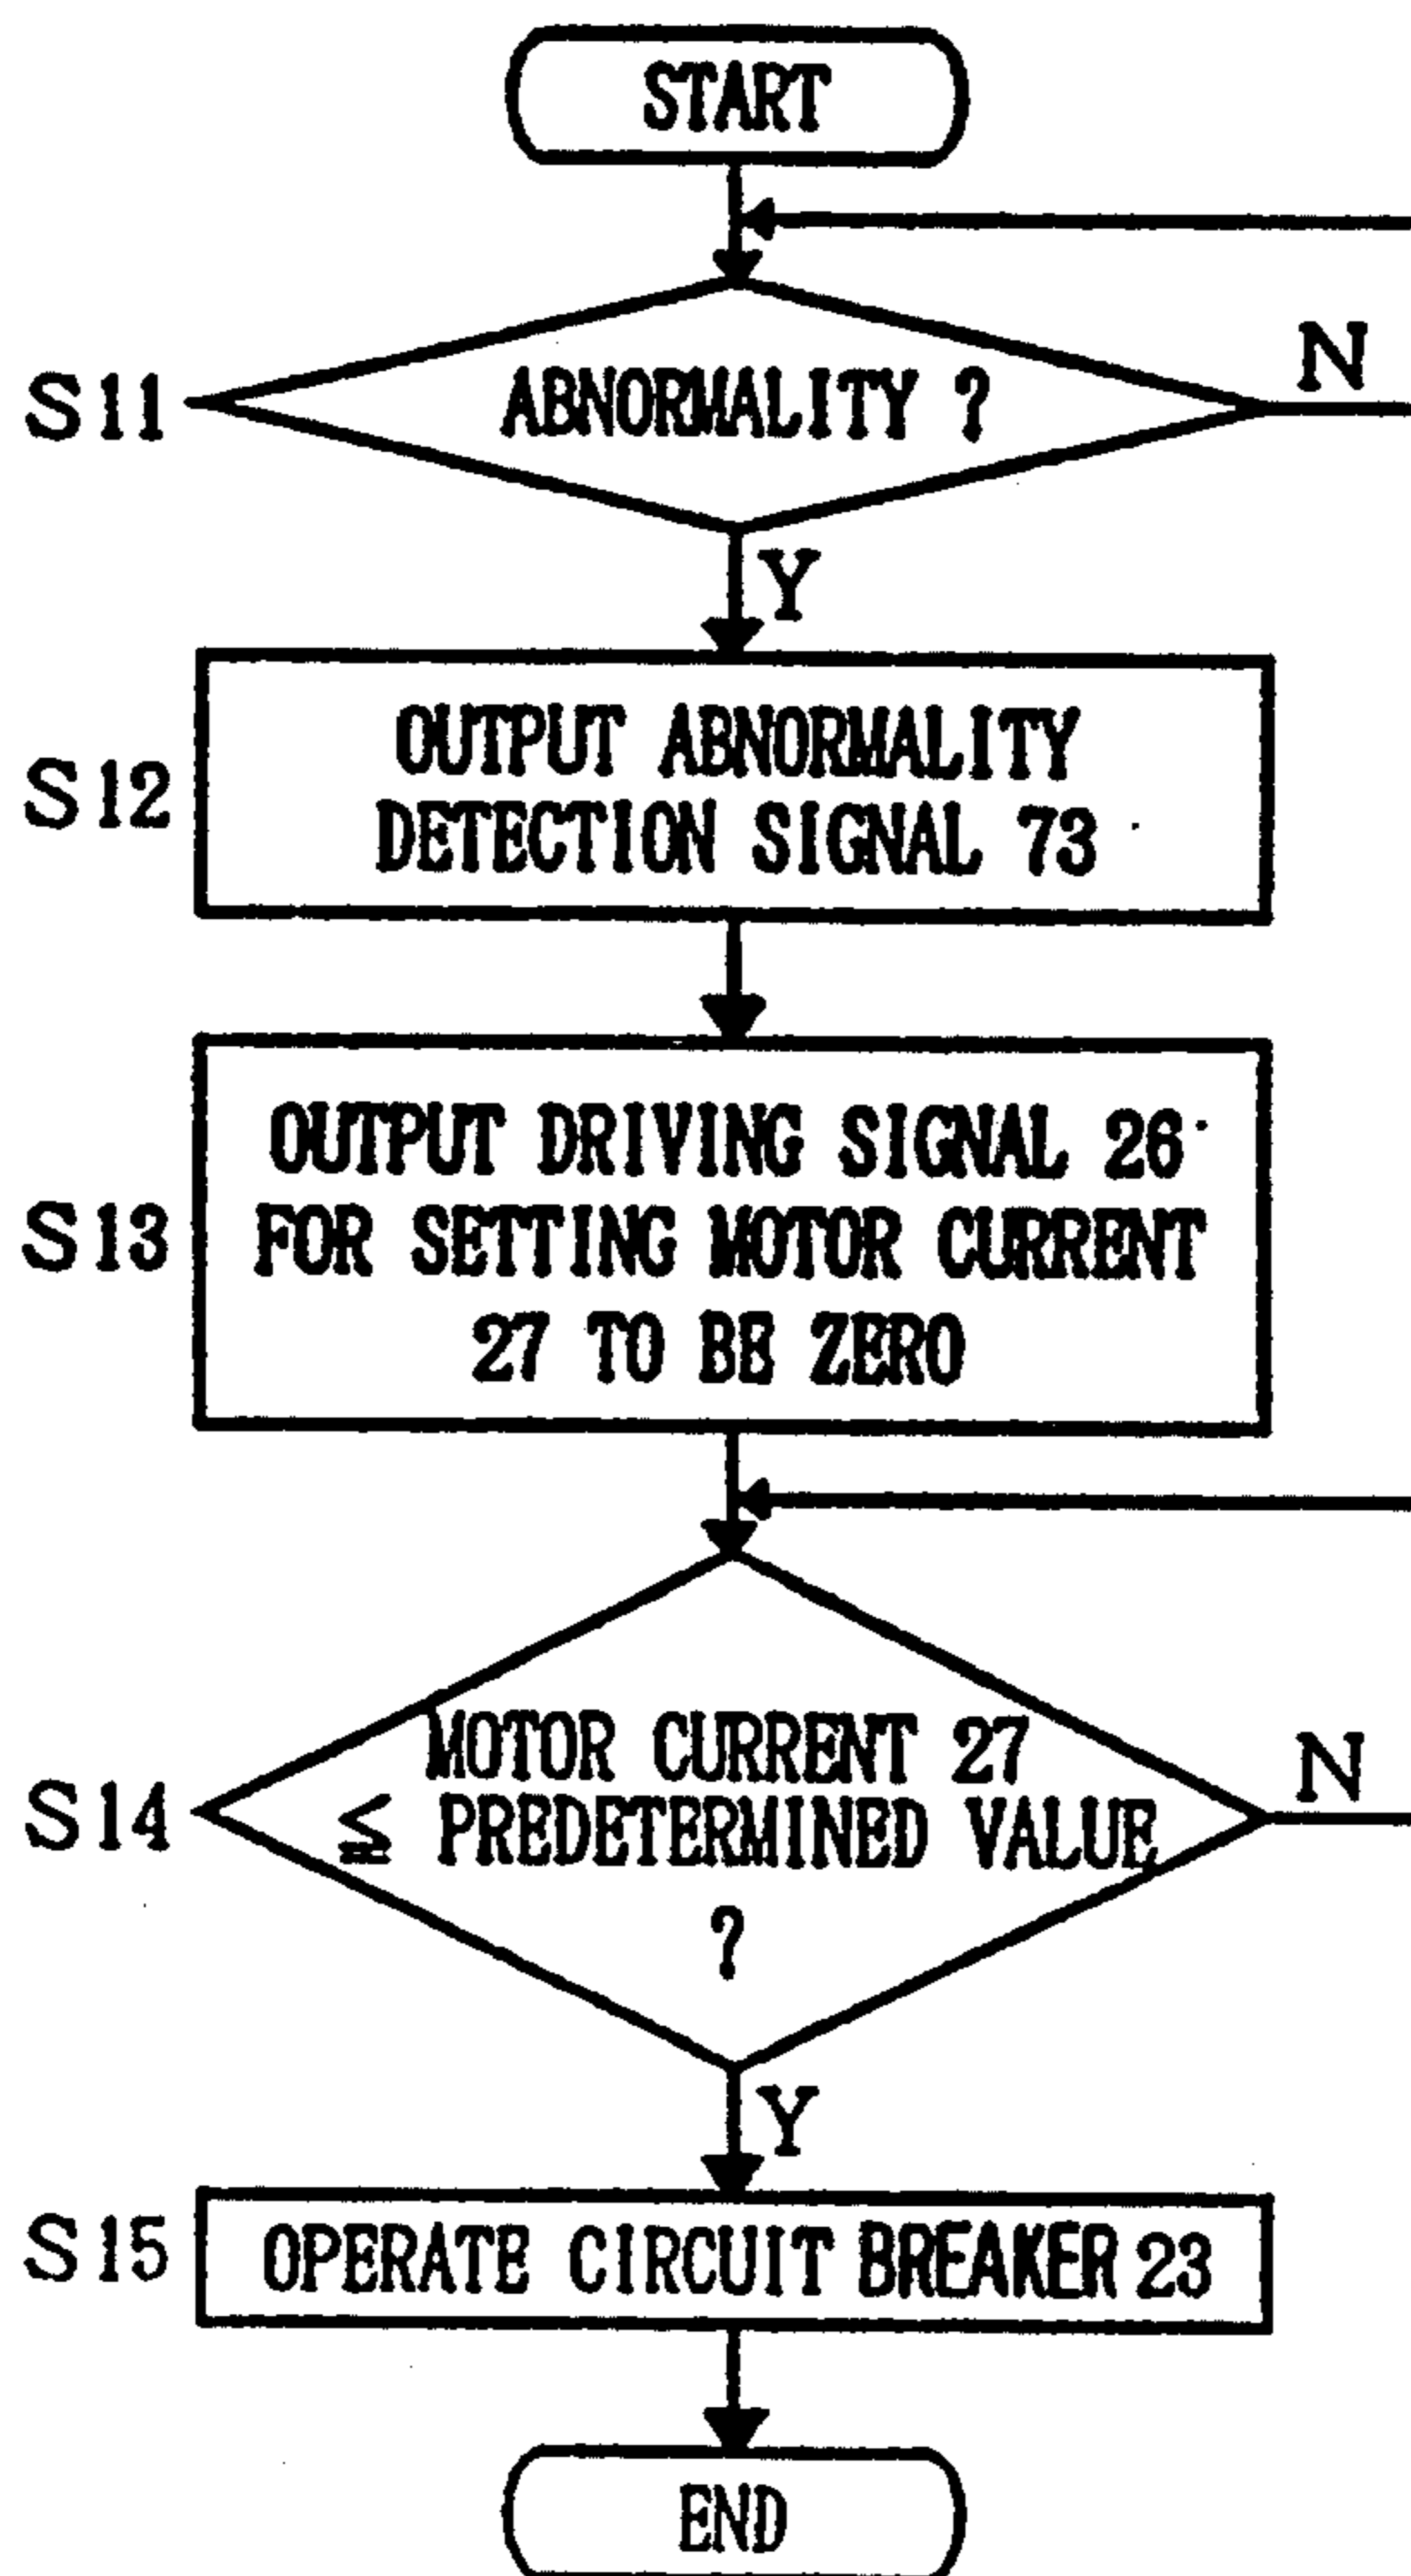 START
S11
ABNORMALITY ?
N
Y
S12
OUTPUT ABNORMALITY
DETECTION SIGNAL 73
S13
OUTPUT DRIVING SIGNAL 26
FOR SETTING MOTOR CURRENT
27 TO BE ZERO
S14
MOTOR CURRENT 27
≦ PREDETERMINED VALUE
?
N
Y
S15
OPERATE CIRCUIT BREAKER 23
END